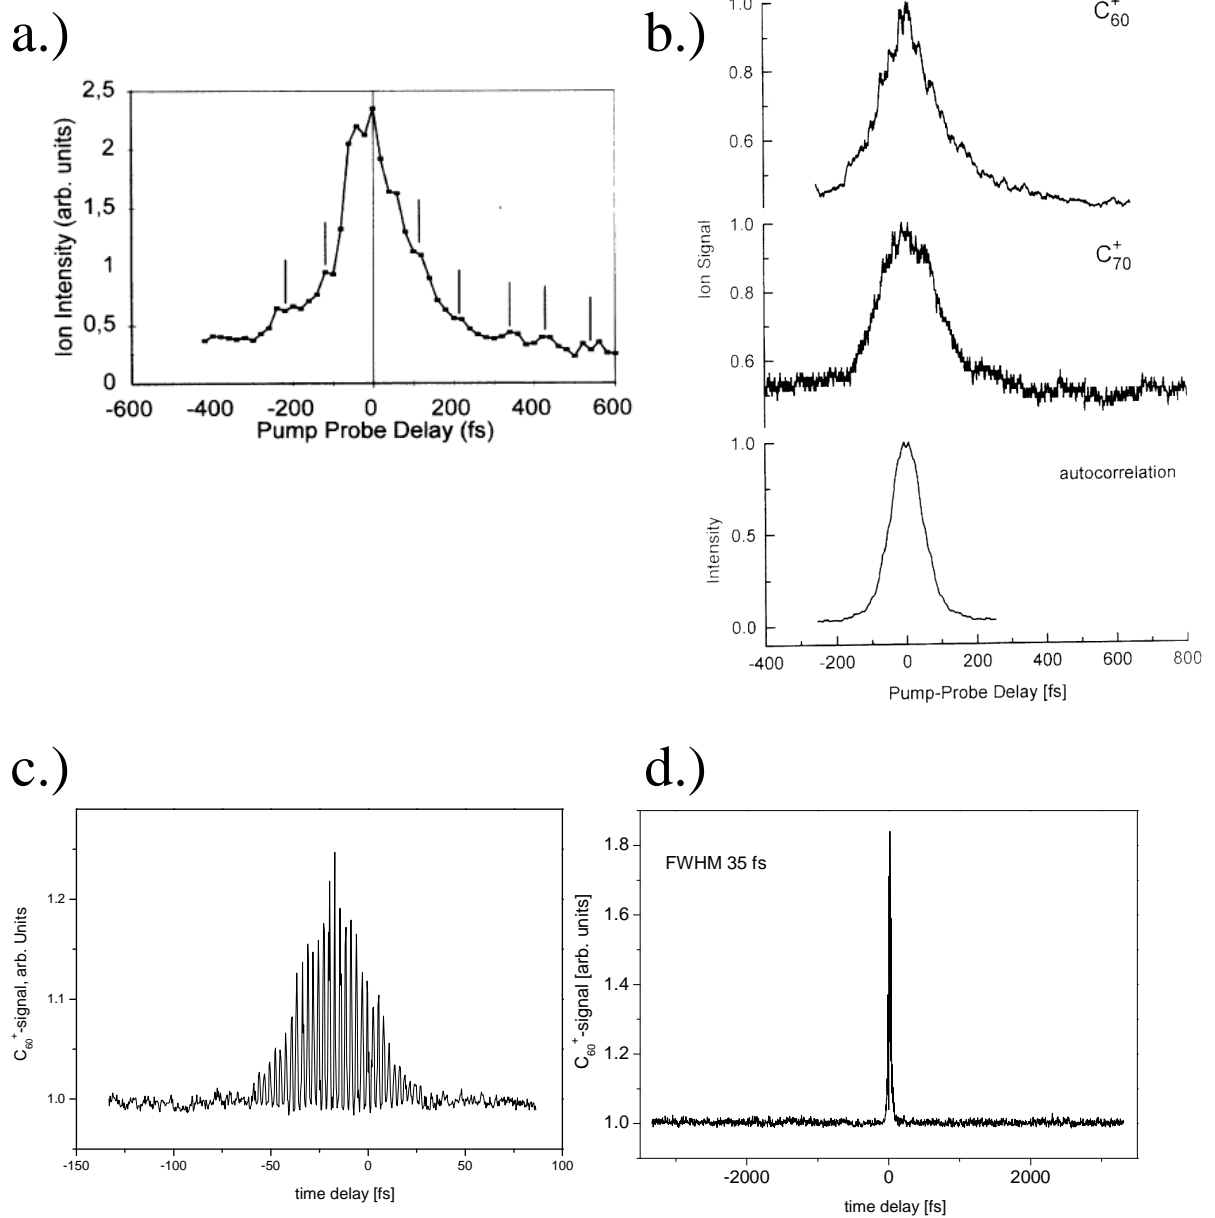 a.)
2,5
2
1,5
1
0,5
0
Ion Intensity (arb. units)
-600 -400 -200 0 200 400 600
Pump Probe Delay (fs)
b.)
C60+
1.0
0.8
0.6
C70+
1.0
0.8
0.6
Ion Signal
autocorrelation
1.0
0.5
0.0
Intensity
-400 -200 0 200 400 600 800
Pump-Probe Delay [fs]
c.)
1.2
1.1
1.0
C60+-signal, arb. Units
-150 -100 -50 0 50 100
time delay [fs]
d.)
FWHM 35 fs
1.8
1.6
1.4
1.2
1.0
C60+-signal [arb. units]
-2000 0 2000
time delay [fs]